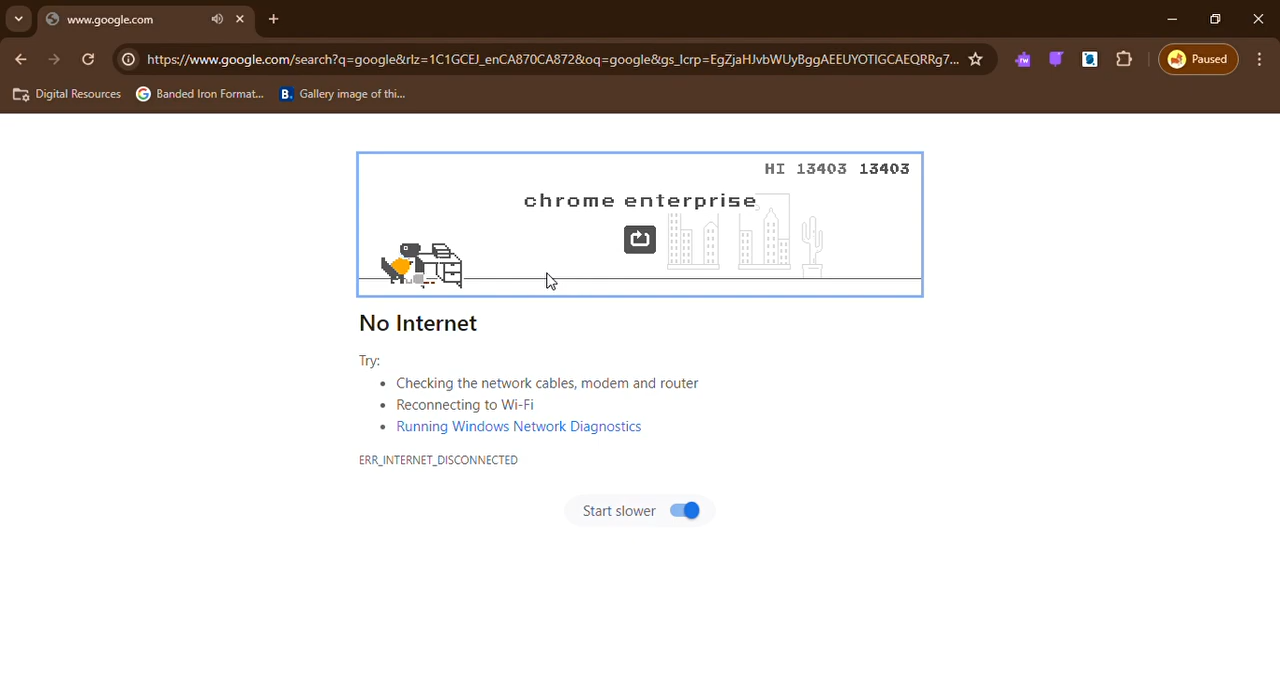 www.google.com
https://www.google.com/search?q=google&rlz=1C1GCEJ_enCA870CA872&oq=google&gs_lcrp=EgZjaHJvbWUyBggAEEUYOTIGCAEQRRg7...
Paused
Digital Resources
Banded Iron Format...
B.
Gallery image of thi...
HI 13403 13403
chrome enterprise
No Internet
Try:
• Checking the network cables, modem and router
• Reconnecting to Wi-Fi
• Running Windows Network Diagnostics
ERR_INTERNET_DISCONNECTED
Start slower